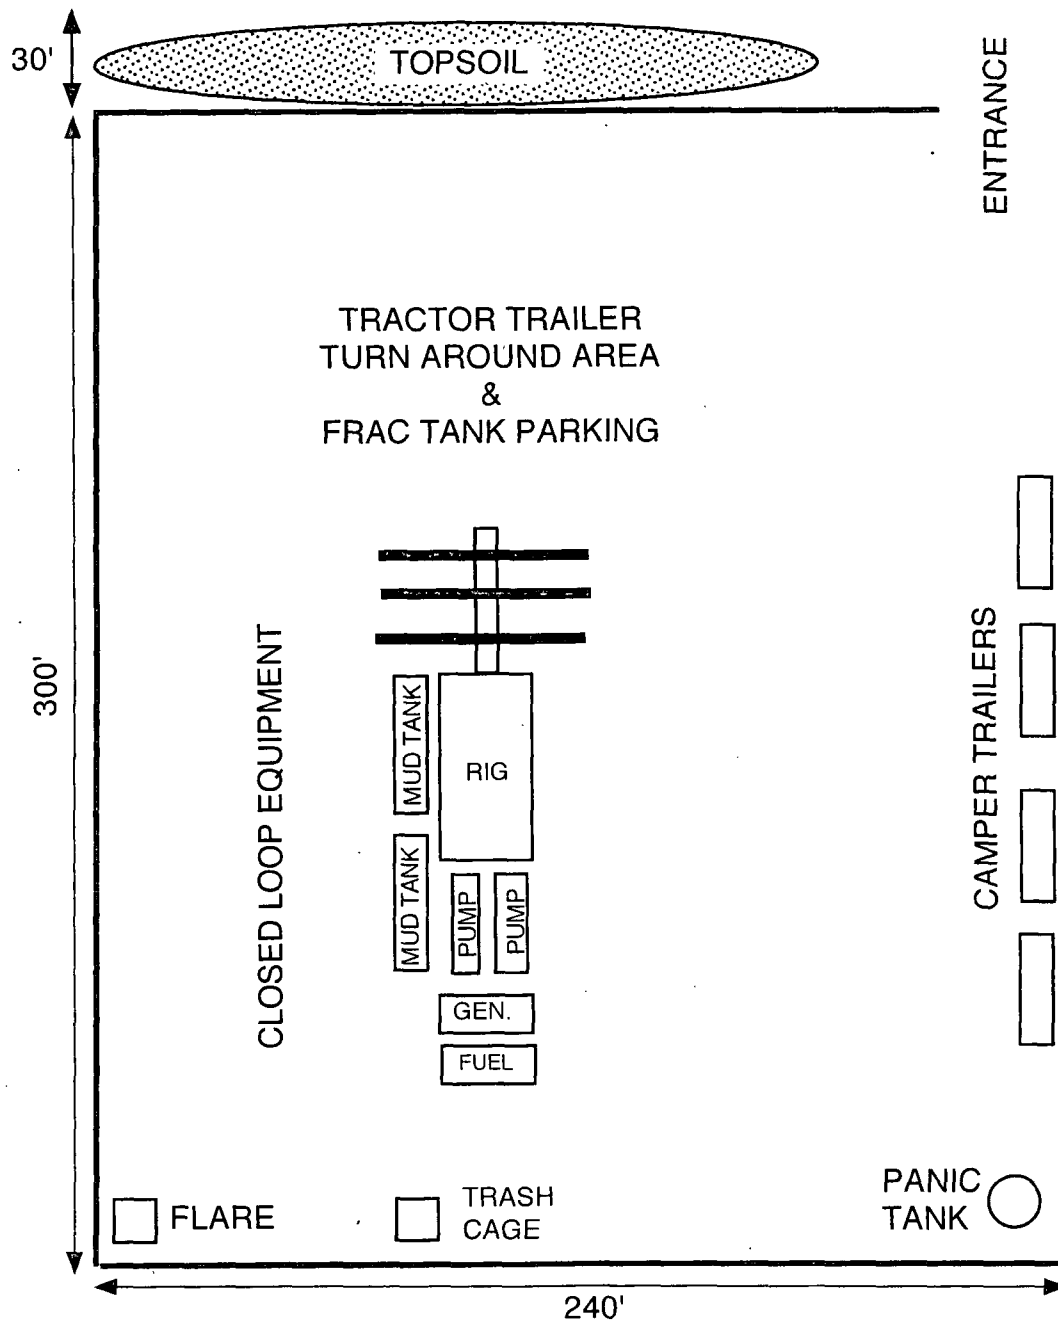 30'
TOPSOIL
ENTRANCE
TRACTOR TRAILER
TURN AROUND AREA
&
FRAC TANK PARKING
300'
CLOSED LOOP EQUIPMENT
MUD TANK
RIG
MUD TANK
PUMP
PUMP
GEN.
FUEL
CAMPER TRAILERS
FLARE
TRASH
CAGE
PANIC
TANK
240'